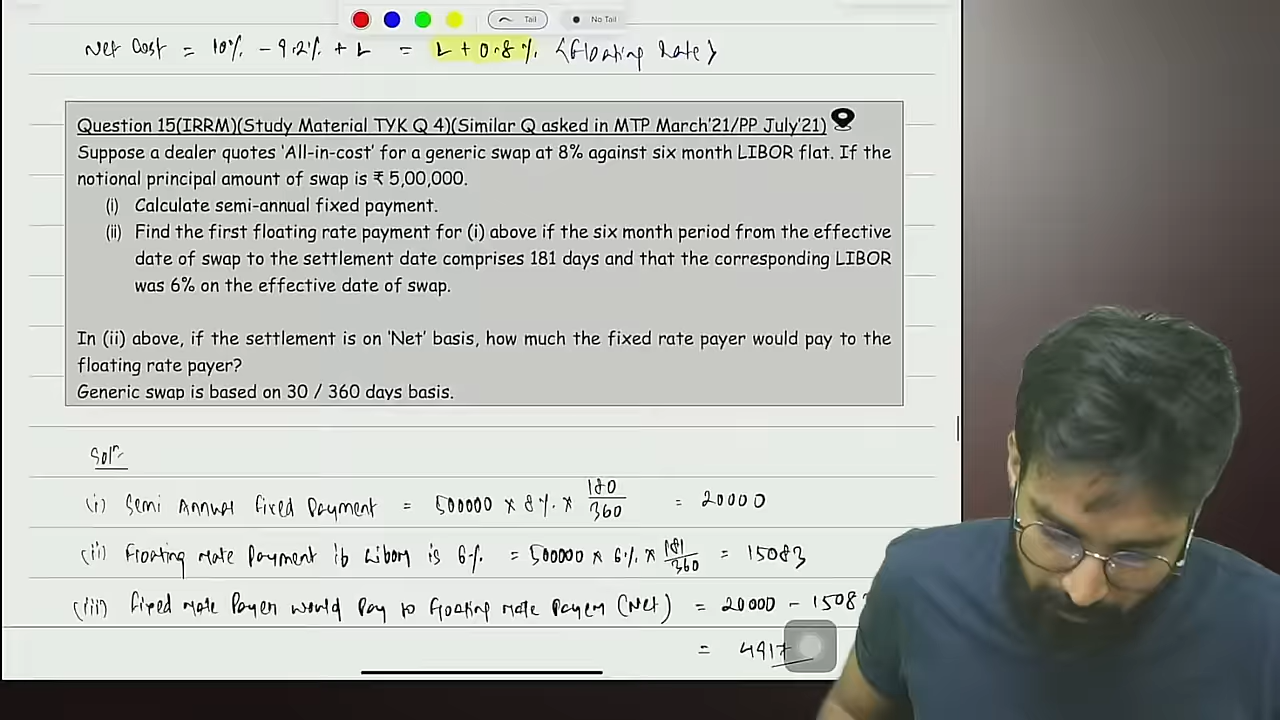 Tail No Tail
Net Cost = 10% - 9.2% + L = L + 0.8% {Floating Rate}
Question 15(IRRM)(Study Material TYK Q 4)(Similar Q asked in MTP March'21/PP July'21)
Suppose a dealer quotes 'All-in-cost' for a generic swap at 8% against six month LIBOR flat. If the
notional principal amount of swap is ₹ 5,00,000.
(i) Calculate semi-annual fixed payment.
(ii) Find the first floating rate payment for (i) above if the six month period from the effective
date of swap to the settlement date comprises 181 days and that the corresponding LIBOR
was 6% on the effective date of swap.
In (ii) above, if the settlement is on 'Net' basis, how much the fixed rate payer would pay to the
floating rate payer?
Generic swap is based on 30 / 360 days basis.
Solⁿ
(i) Semi Annual Fixed Payment = 500000 × 8% × 180/360 = 20000
(ii) Floating Rate Payment if Libor is 6% = 500000 × 6% × 181/360 = 15083
(iii) Fixed Rate Payer would Pay to Floating Rate Payer (Net) = 20000 - 15083
= 4917